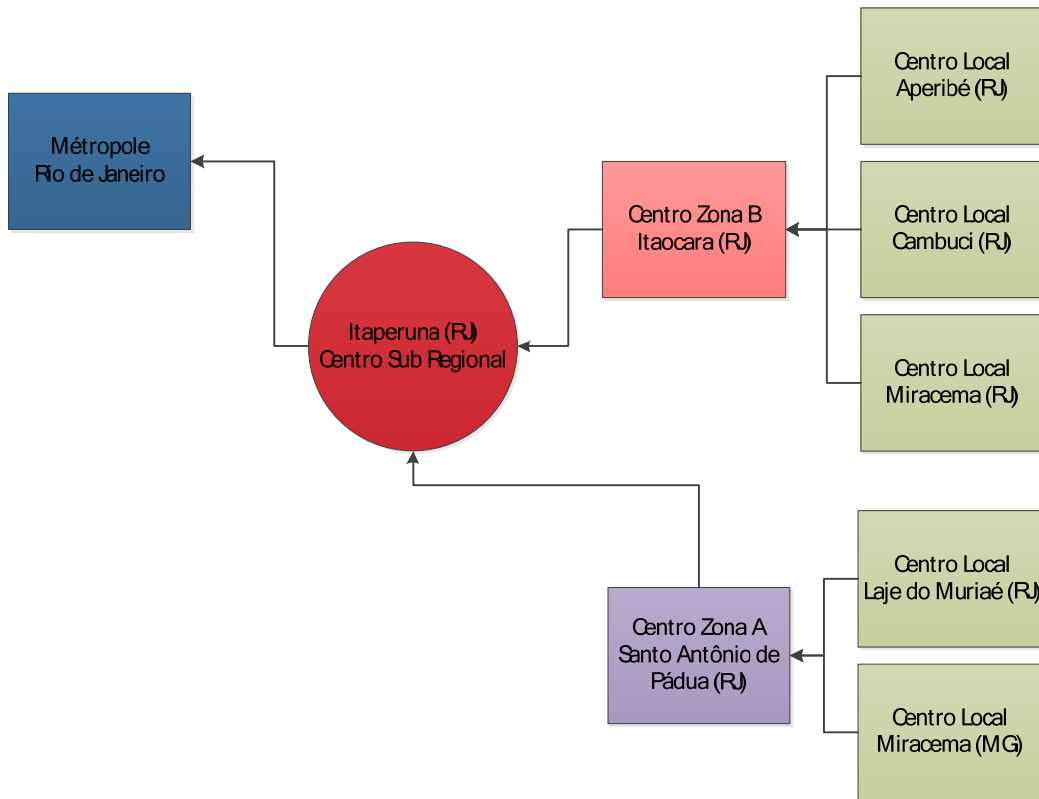 Métropole
Rio de Janeiro
Itaperuna (RJ)
Centro Sub Regional
Centro Zona B
Itaocara (RJ)
Centro Local
Aperibé (RJ)
Centro Local
Cambuci (RJ)
Centro Local
Miracema (RJ)
Centro Zona A
Santo Antônio de
Pádua (RJ)
Centro Local
Laje do Muriaé (RJ)
Centro Local
Miracema (MG)